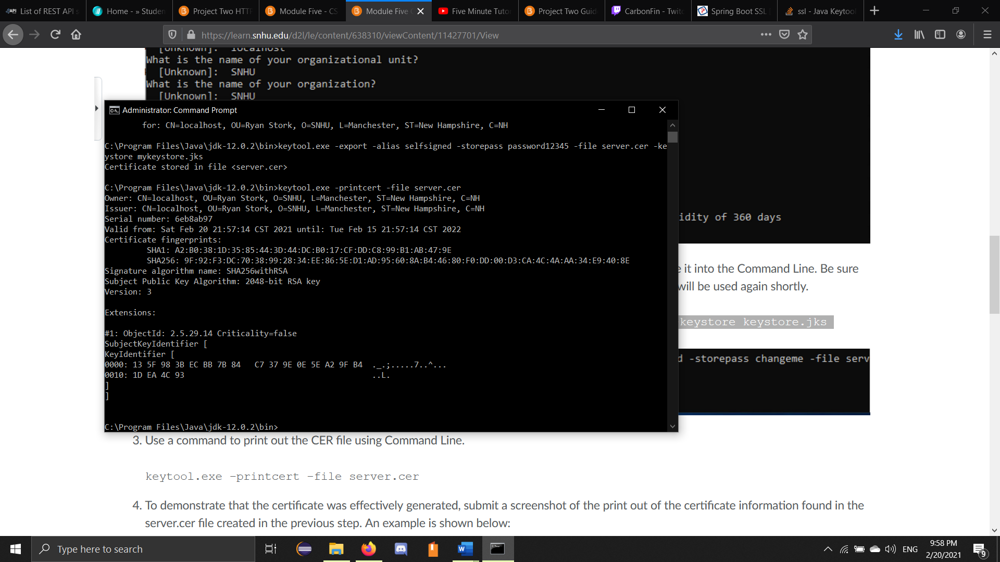 List of REST API s
Home - » Studen
Project Two HTTP
Module Five - CS
Module Five C
Five Minute Tuto
Project Two Guid
CarbonFin - Twitc
Spring Boot SSL
ssl - Java Keytool
https://learn.snhu.edu/d2l/le/content/638310/viewContent/11427701/View
[Unknown]: localhost
What is the name of your organizational unit?
[Unknown]: SNHU
What is the name of your organization?
[Unknown]: SNHU
Administrator: Command Prompt
for: CN=localhost, OU=Ryan Stork, O=SNHU, L=Manchester, ST=New Hampshire, C=NH
C:\Program Files\Java\jdk-12.0.2\bin>keytool.exe -export -alias selfsigned -storepass password12345 -file server.cer -ke
ystore mykeystore.jks
Certificate stored in file <server.cer>
C:\Program Files\Java\jdk-12.0.2\bin>keytool.exe -printcert -file server.cer
Owner: CN=localhost, OU=Ryan Stork, O=SNHU, L=Manchester, ST=New Hampshire, C=NH
Issuer: CN=localhost, OU=Ryan Stork, O=SNHU, L=Manchester, ST=New Hampshire, C=NH
Serial number: 6eb8ab97
Valid from: Sat Feb 20 21:57:14 CST 2021 until: Tue Feb 15 21:57:14 CST 2022
Certificate fingerprints:
SHA1: A2:B0:38:1D:35:85:44:3D:44:DC:B0:17:CF:DD:C8:99:B1:AB:47:9E
SHA256: 9F:92:F3:DC:70:38:99:28:34:EE:86:5E:D1:AD:95:60:8A:B4:46:80:F0:DD:00:D3:CA:4C:4A:AA:34:E9:40:8E
Signature algorithm name: SHA256withRSA
Subject Public Key Algorithm: 2048-bit RSA key
Version: 3
Extensions:
#1: ObjectId: 2.5.29.14 Criticality=false
SubjectKeyIdentifier [
KeyIdentifier [
0000: 13 5F 98 3B EC BB 7B 84   C7 37 9E 0E 5E A2 9F B4  ._.;.....7..^...
0010: 1D EA 4C 93                                        ..L.
]
]
C:\Program Files\Java\jdk-12.0.2\bin>
idity of 360 days
e it into the Command Line. Be sure
will be used again shortly.
keystore keystore.jks
d -storepass changeme -file serv
3. Use a command to print out the CER file using Command Line.
keytool.exe -printcert -file server.cer
4. To demonstrate that the certificate was effectively generated, submit a screenshot of the print out of the certificate information found in the
server.cer file created in the previous step. An example is shown below:
Type here to search
ENG
9:58 PM
2/20/2021
9